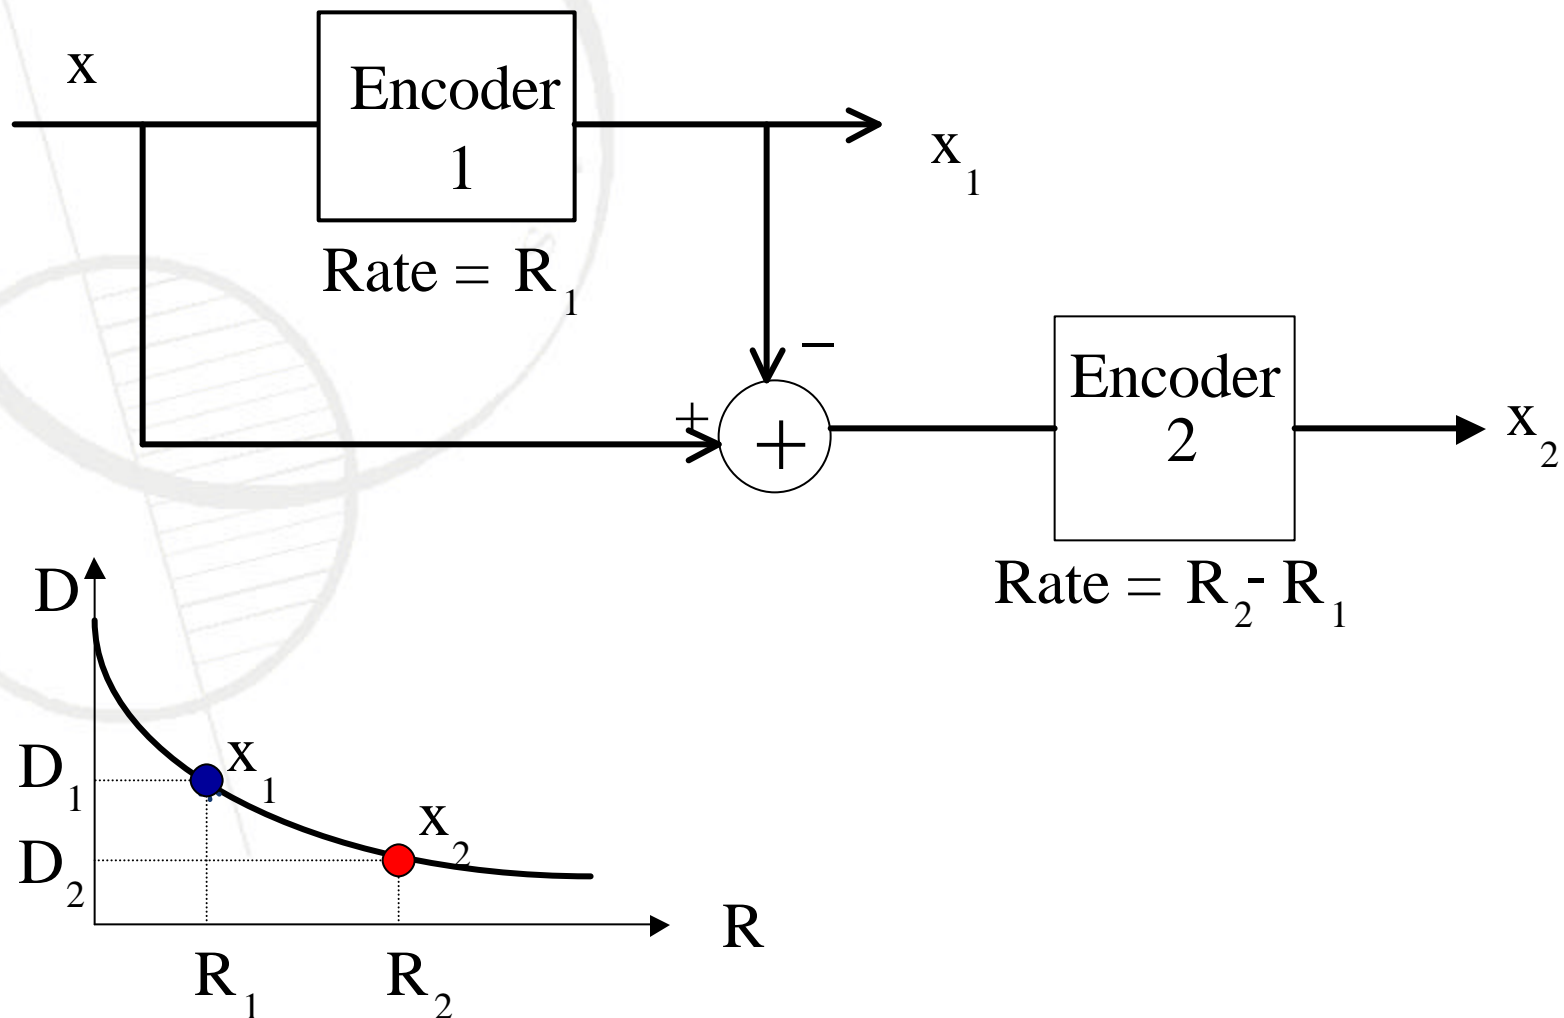 x
Encoder
1
x₁
Rate = R₁
−
+
+
Encoder
2
x₂
Rate = R₂- R₁
D
x₁
D₁
x₂
D₂
R
R₁
R₂